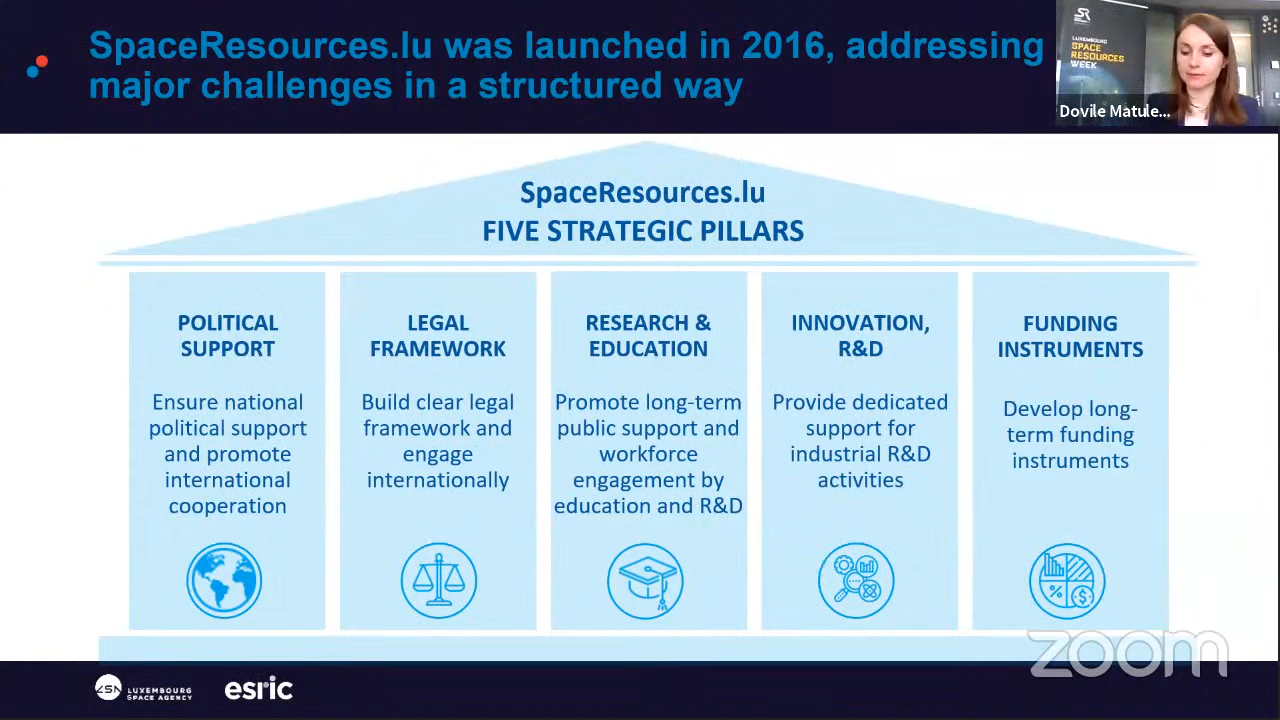 SpaceResources.lu was launched in 2016, addressing
major challenges in a structured way
LUXEMBOURG
SPACE
RESOURCES
WEEK
Dovile Matule...
SpaceResources.lu
FIVE STRATEGIC PILLARS
POLITICAL
SUPPORT
Ensure national
political support
and promote
international
cooperation
LEGAL
FRAMEWORK
Build clear legal
framework and
engage
internationally
RESEARCH &
EDUCATION
Promote long-term
public support and
workforce
engagement by
education and R&D
INNOVATION,
R&D
Provide dedicated
support for
industrial R&D
activities
FUNDING
INSTRUMENTS
Develop long-
term funding
instruments
%
$
zoom
LSA
LUXEMBOURG
SPACE AGENCY
esric